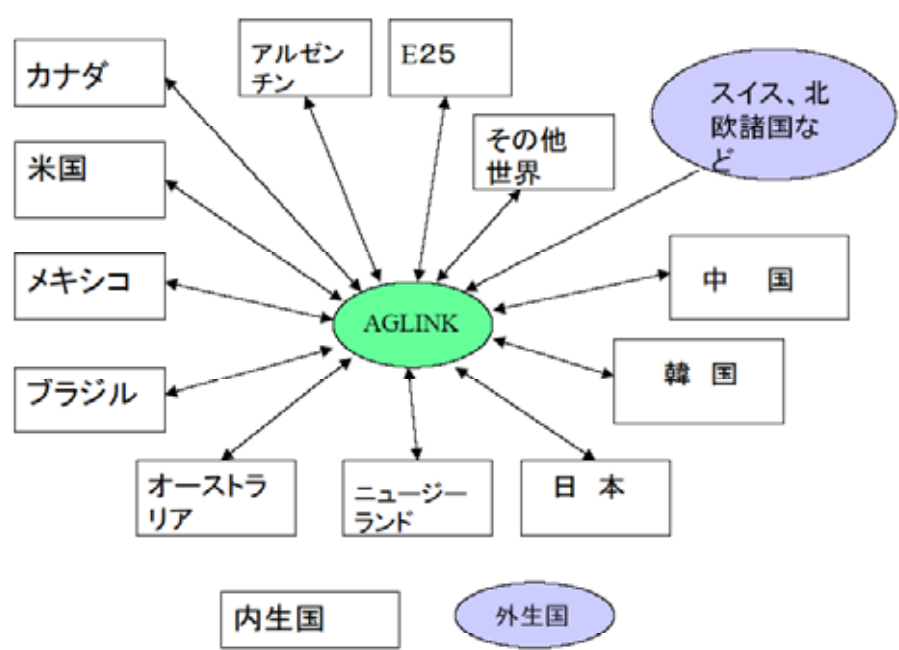 カナダ
アルゼン
チン
E25
スイス、北
欧諸国な
ど
その他
世界
米国
メキシコ
中 国
AGLINK
韓 国
ブラジル
オーストラ
リア
ニュージー
ランド
日 本
内生国
外生国